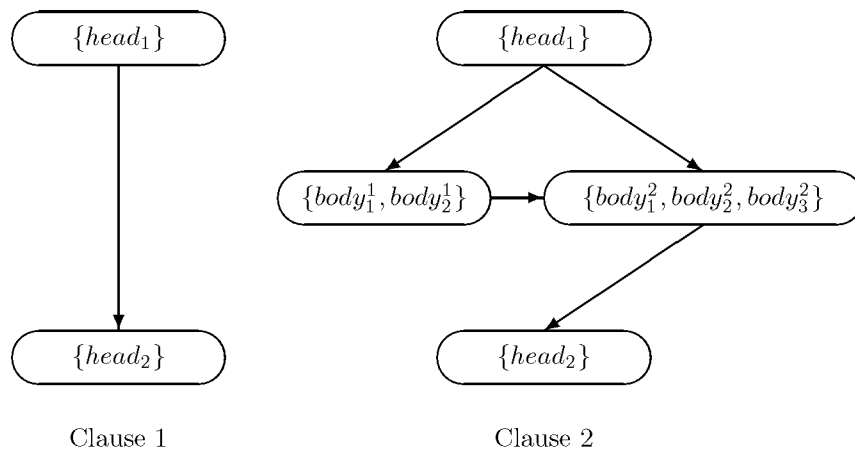 {head₁} {head₁}
{body₁¹, body₂¹} {body₁², body₂², body₃²}
{head₂} {head₂}
Clause 1 Clause 2